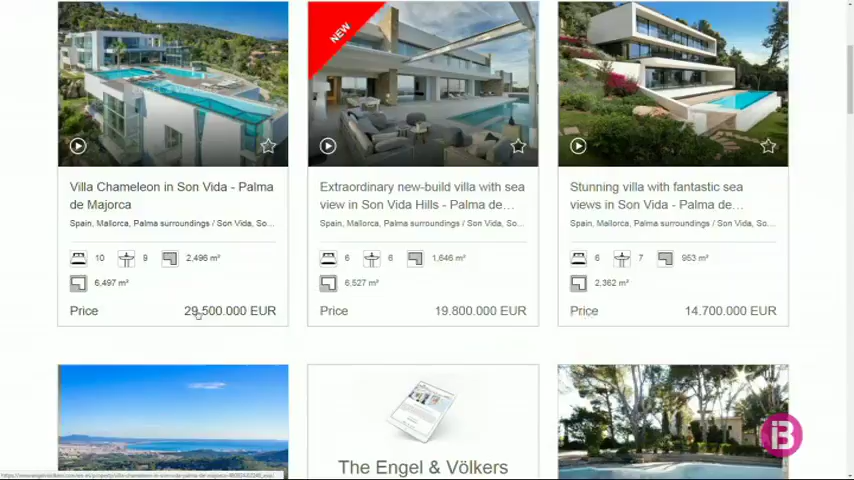 NEW
Villa Chameleon in Son Vida - Palma
de Majorca
Spain, Mallorca, Palma surroundings / Son Vida, So...
10 9 2,496 m²
6,497 m²
Price 29.500.000 EUR
Extraordinary new-build villa with sea
view in Son Vida Hills - Palma de...
Spain, Mallorca, Palma surroundings / Son Vida, So...
6 6 1,646 m²
6,527 m²
Price 19.800.000 EUR
Stunning villa with fantastic sea
views in Son Vida - Palma de...
Spain, Mallorca, Palma surroundings / Son Vida, So...
6 7 953 m²
2,362 m²
Price 14.700.000 EUR
The Engel & Völkers